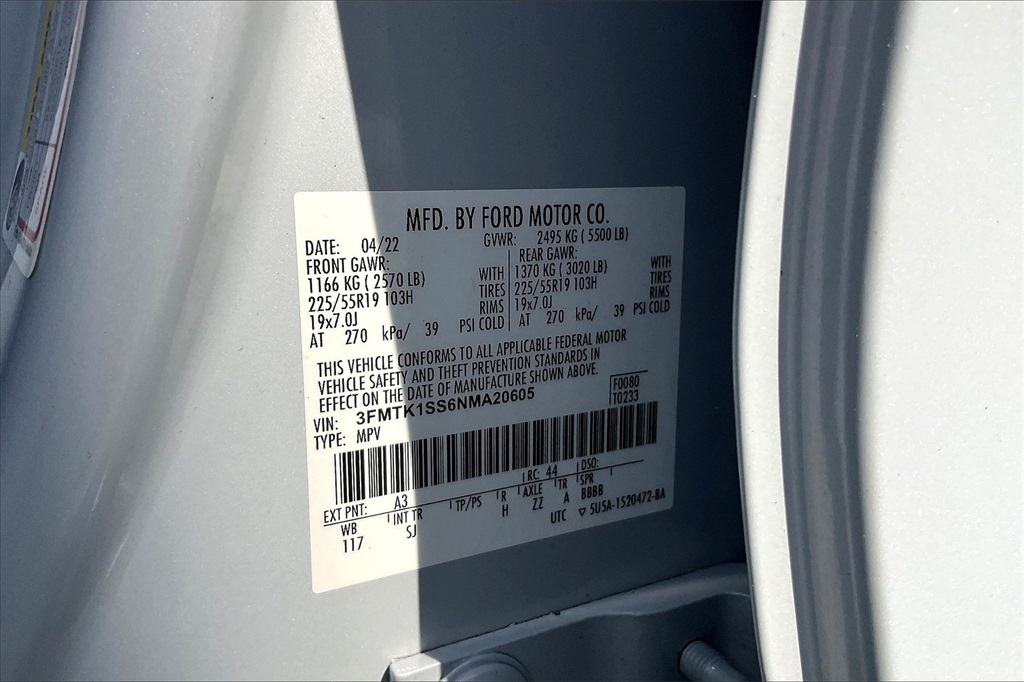 MFD. BY FORD MOTOR CO.
DATE: 04/22 GVWR: 2495 KG ( 5500 LB)
FRONT GAWR: REAR GAWR:
1166 KG ( 2570 LB) WITH 1370 KG ( 3020 LB) WITH
225/55R19 103H TIRES 225/55R19 103H TIRES
19x7.0J RIMS 19x7.0J RIMS
AT 270 kPa/ 39 PSI COLD AT 270 kPa/ 39 PSI COLD
THIS VEHICLE CONFORMS TO ALL APPLICABLE FEDERAL MOTOR
VEHICLE SAFETY AND THEFT PREVENTION STANDARDS IN
EFFECT ON THE DATE OF MANUFACTURE SHOWN ABOVE.
F0080
VIN: 3FMTK1SS6NMA20605 T0233
TYPE: MPV
EXT PNT: A3 RC: 44 DSO:
WB INT TR TP/PS R AXLE TR SPR
117 SJ H ZZ A BBBB
UTC ▽ 5U5A-1520472-BA